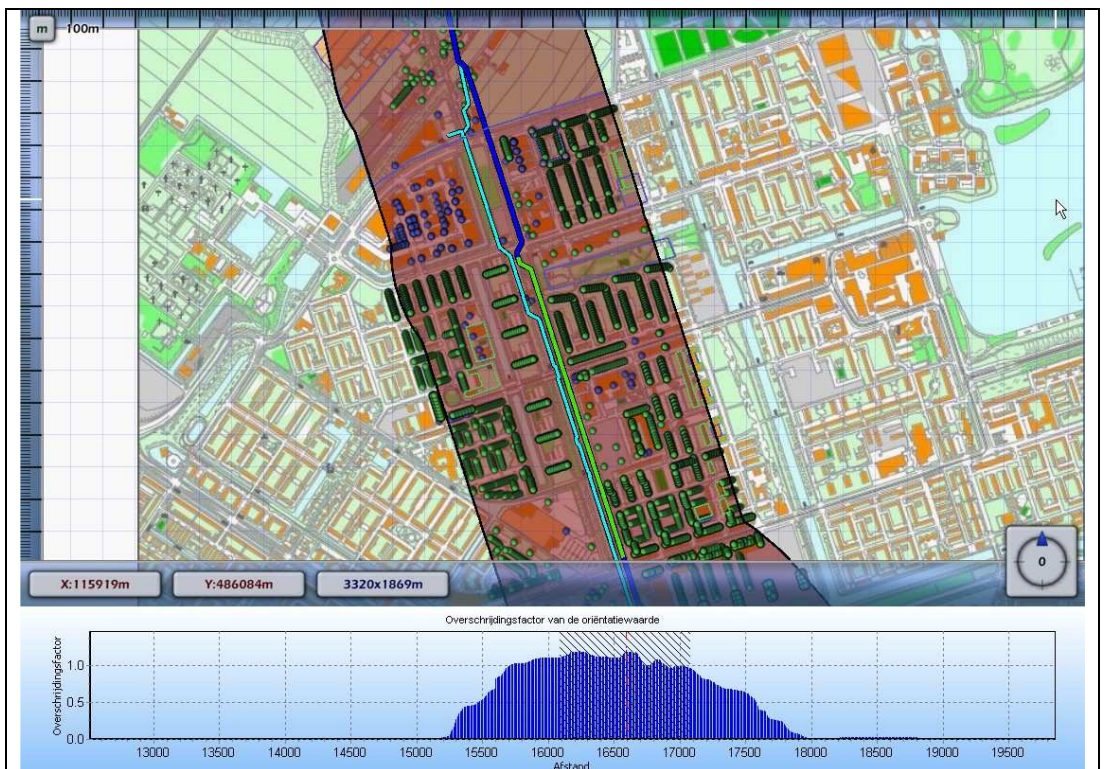 m
100m
X:115919m
Y:486084m
3320x1869m
0
Overschrijdingsfactor van de oriëntatiewaarde
Overschrijdingsfactor
1.0
0.5
0.0
13000 13500 14000 14500 15000 15500 16000 16500 17000 17500 18000 18500 19000 19500
Afstand